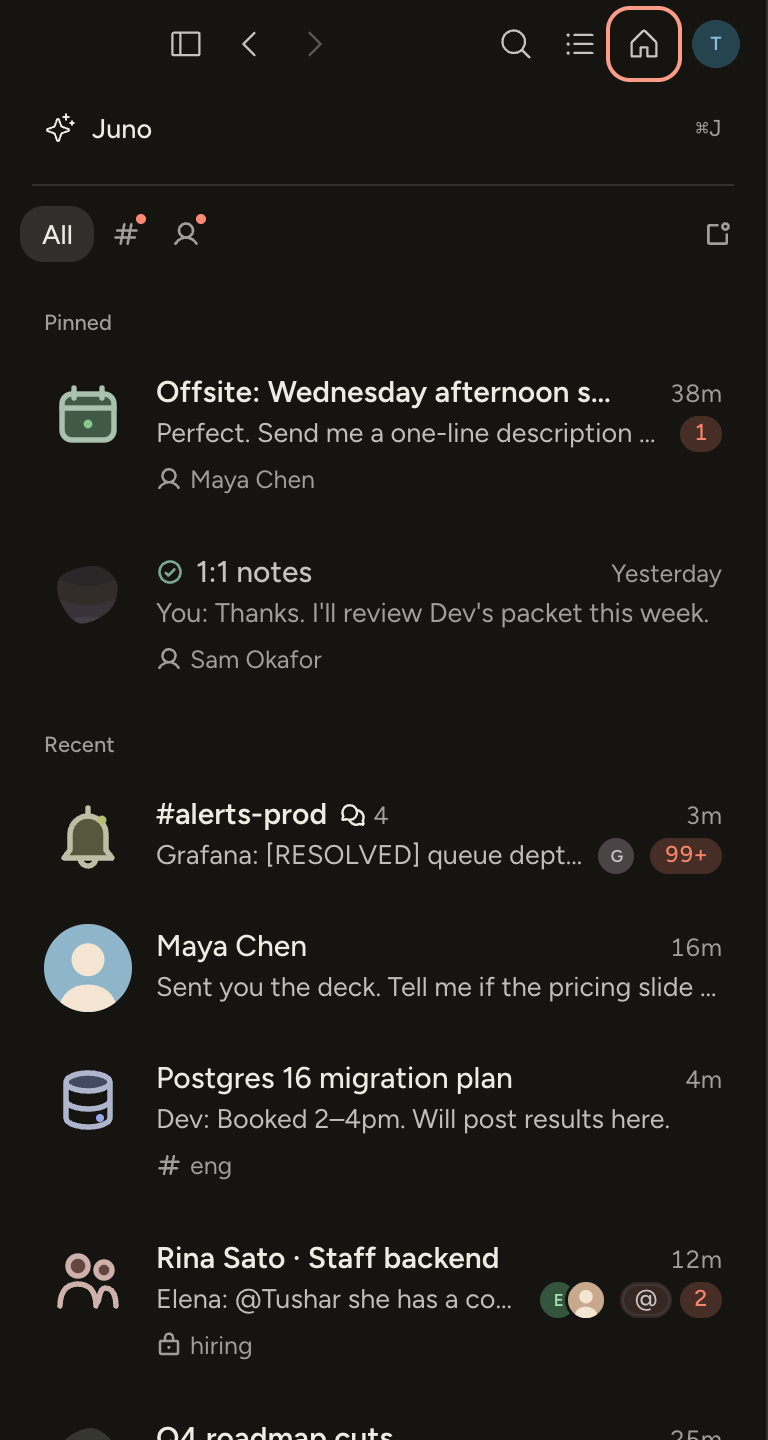 T
Juno ⌘J
All
Pinned
Offsite: Wednesday afternoon s... 38m
Perfect. Send me a one-line description ... 1
Maya Chen
1:1 notes Yesterday
You: Thanks. I'll review Dev's packet this week.
Sam Okafor
Recent
#alerts-prod 4 3m
Grafana: [RESOLVED] queue dept... G 99+
Maya Chen 16m
Sent you the deck. Tell me if the pricing slide ...
Postgres 16 migration plan 4m
Dev: Booked 2–4pm. Will post results here.
# eng
Rina Sato · Staff backend 12m
Elena: @Tushar she has a co... E @ 2
hiring
Q4 roadmap cuts 25m